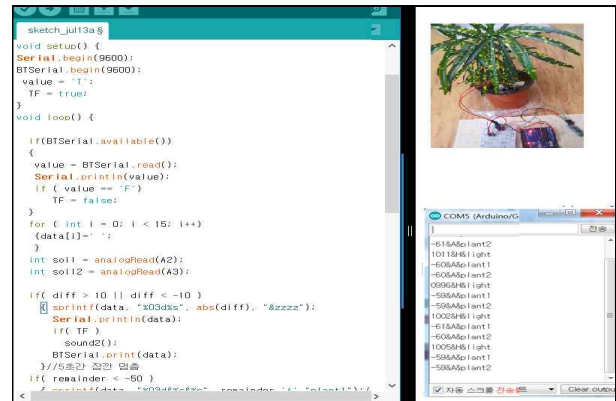 sketch_jul13a §
void setup() {
Serial.begin(9600);
BTSerial.begin(9600);
value = 'T';
TF = true;
}
void loop() {
if(BTSerial.available())
{
value = BTSerial.read();
Serial.println(value);
if ( value == 'F')
TF = false;
}
for ( int i = 0; i < 15; i++)
{data[i]=' ';
}
int soil = analogRead(A2);
int soil2 = analogRead(A3);
if( diff > 10 || diff < -10 )
{ sprintf(data, "%03d%s", abs(diff), "&zzzz");
Serial.println(data);
if( TF )
sound2();
BTSerial.print(data);
}//5초간 잠깐 멈춤
if( remainder < -50 )
COM5 (Arduino/G
전송
-61&A&plant2
1011&H&light
-60&A&plant1
-60&A&plant2
0996&H&light
-59&A&plant1
-59&A&plant2
1002&H&light
-61&A&plant1
-60&A&plant2
1005&H&light
-59&A&plant1
-59&A&plant2
자동 스크롤 전송
Clear outpu